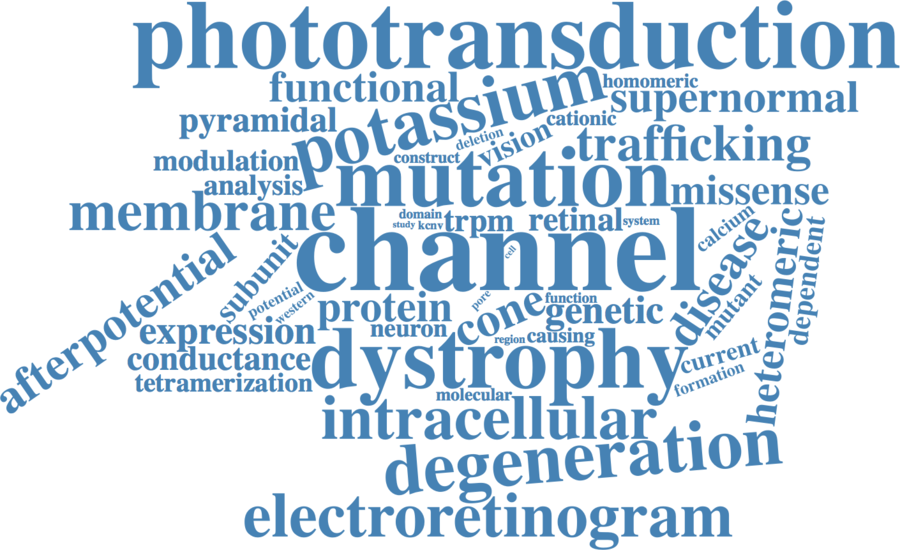 phototransduction
functional
potassium
homomeric
supernormal
pyramidal
deletion
vision
cationic
trafficking
modulation
construct
analysis
mutation
missense
membrane
domain
trpm
retinal
system
study
kcnv
channel
cell
calcium
disease
heteromeric
dependent
afterpotential
subunit
potential
western
pore
function
protein
cone
genetic
mutant
expression
neuron
region
causing
conductance
dystrophy
current
tetramerization
formation
molecular
intracellular
degeneration
electroretinogram